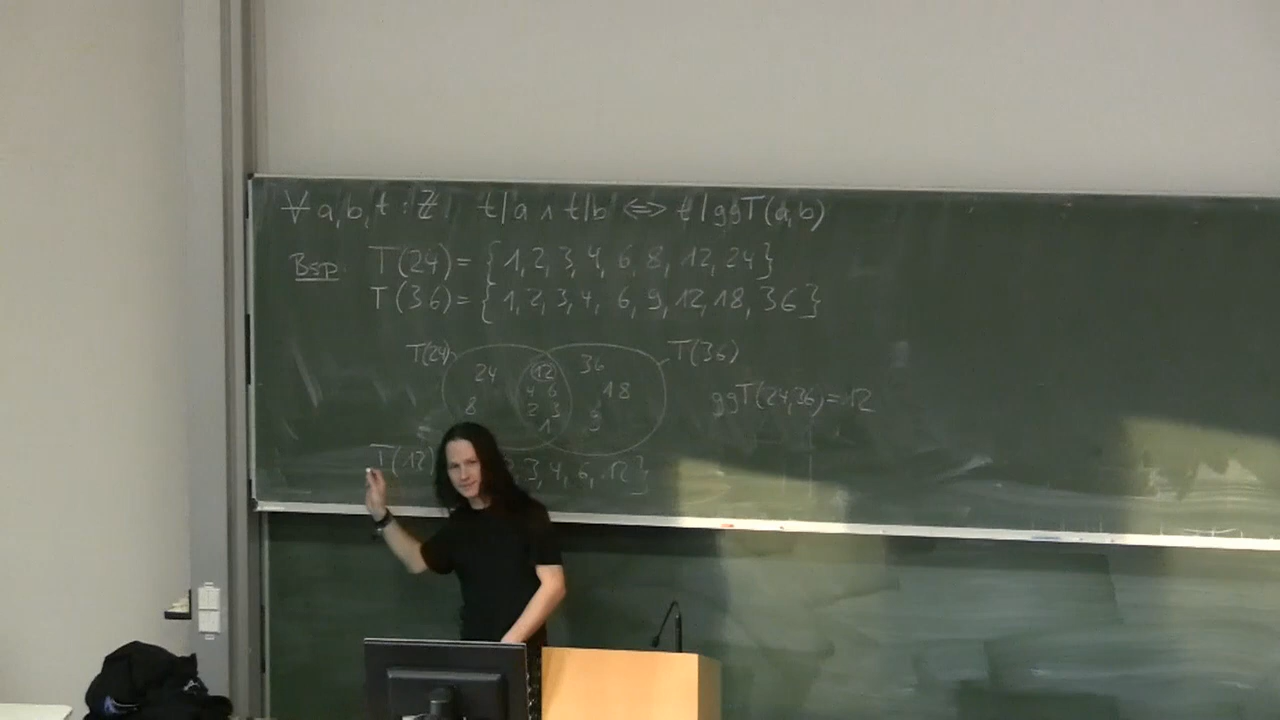 ∀ a,b,t : ℤ t|a ∧ t|b ⇔ t|ggT(a,b)
Bsp. T(24) = {1, 2, 3, 4, 6, 8, 12, 24}
T(36) = {1, 2, 3, 4, 6, 9, 12, 18, 36}
T(24) T(36)
24 12 36
4 6 18
8 2 3 9
1
ggT(24,36) = 12
T(12) 3, 4, 6, 12}